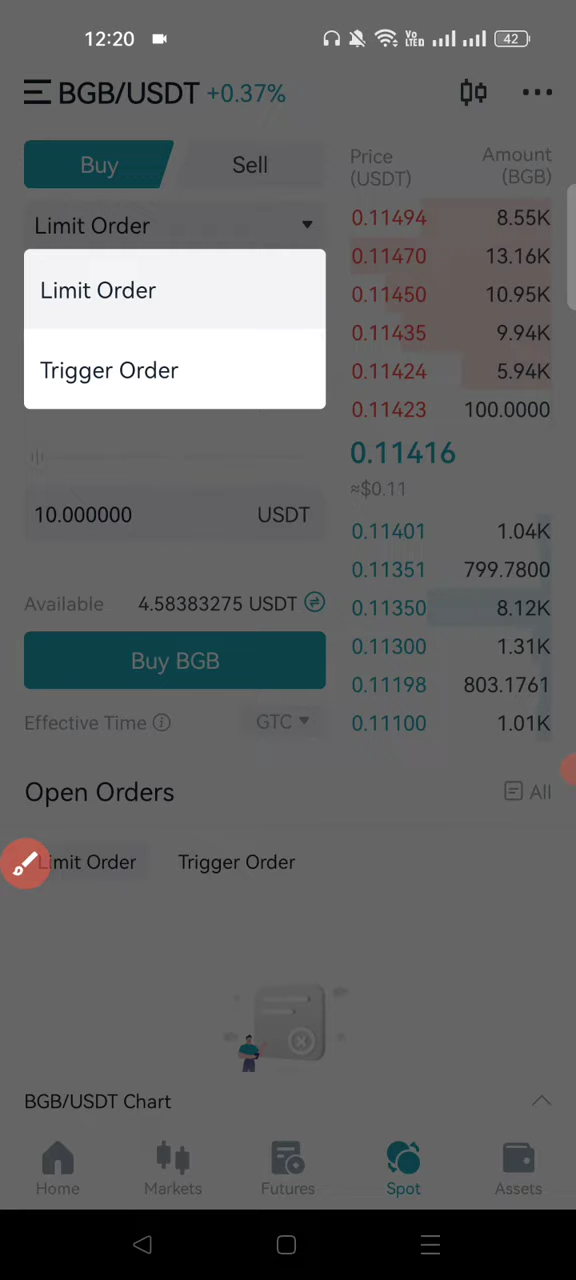 12:20
Vo LTED
42
BGB/USDT +0.37%
Buy
Sell
Price (USDT)
Amount (BGB)
Limit Order
Limit Order
Trigger Order
0.11494 8.55K
0.11470 13.16K
0.11450 10.95K
0.11435 9.94K
0.11424 5.94K
0.11423 100.0000
0.11416
≈$0.11
0.11401 1.04K
0.11351 799.7800
0.11350 8.12K
0.11300 1.31K
0.11198 803.1761
0.11100 1.01K
10.000000 USDT
Available 4.58383275 USDT
Buy BGB
Effective Time GTC
Open Orders
All
Limit Order Trigger Order
BGB/USDT Chart
Home Markets Futures Spot Assets